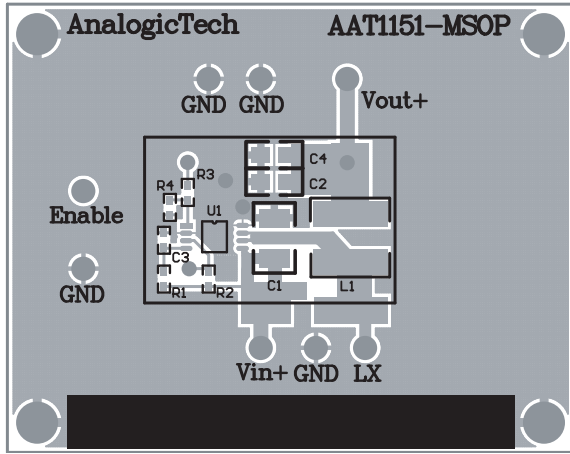 AnalogicTech AAT1151-MSOP
GND GND Vout+
C4
R3
R4 C2
Enable U1
C3
GND R1 R2 C1 L1
Vin+ GND LX